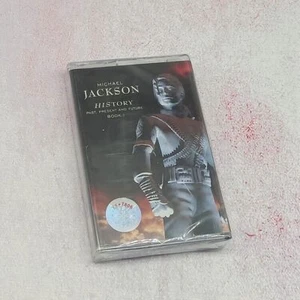 MICHAEL
JACKSON
HISTORY
PAST, PRESENT AND FUTURE
BOOK I